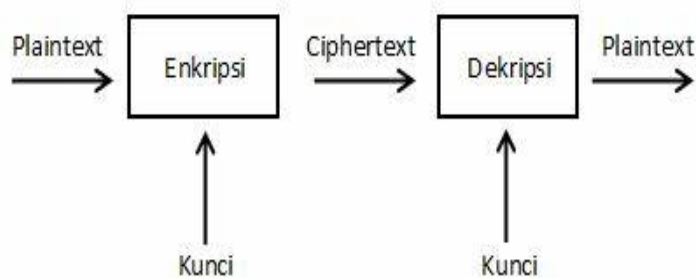 Plaintext
Enkripsi
Ciphertext
Dekripsi
Plaintext
Kunci
Kunci